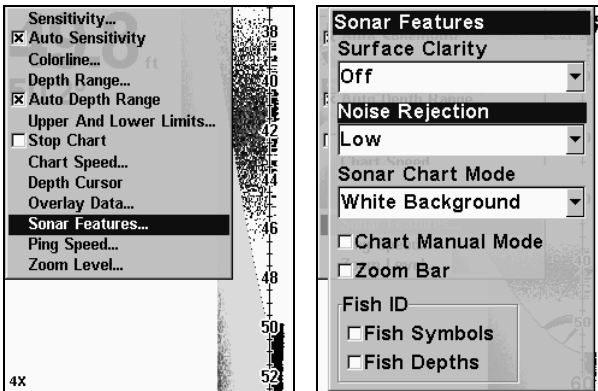 Sensitivity...
Auto Sensitivity
Colorline...
Depth Range...
Auto Depth Range
Upper And Lower Limits...
Stop Chart
Chart Speed...
Depth Cursor
Overlay Data...
Sonar Features...
Ping Speed...
Zoom Level...
4X
38
40
42
44
46
48
50
52
ft
Sonar Features
Surface Clarity
Off
Noise Rejection
Low
Sonar Chart Mode
White Background
Chart Manual Mode
Zoom Bar
Fish ID
Fish Symbols
Fish Depths
50
60